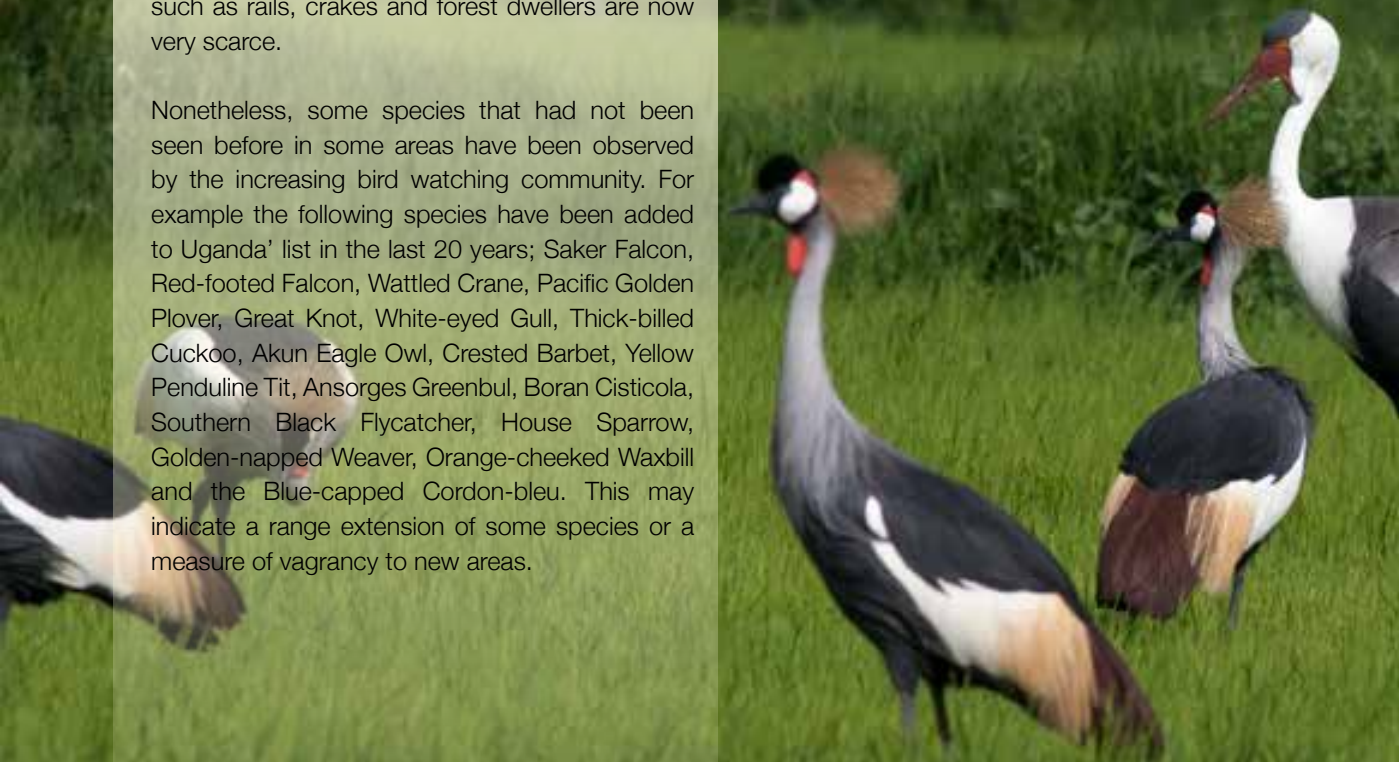 such as rails, crakes and forest dwellers are now
very scarce.
Nonetheless, some species that had not been
seen before in some areas have been observed
by the increasing bird watching community. For
example the following species have been added
to Uganda’ list in the last 20 years; Saker Falcon,
Red-footed Falcon, Wattled Crane, Pacific Golden
Plover, Great Knot, White-eyed Gull, Thick-billed
Cuckoo, Akun Eagle Owl, Crested Barbet, Yellow
Penduline Tit, Ansorges Greenbul, Boran Cisticola,
Southern Black Flycatcher, House Sparrow,
Golden-napped Weaver, Orange-cheeked Waxbill
and the Blue-capped Cordon-bleu. This may
indicate a range extension of some species or a
measure of vagrancy to new areas.